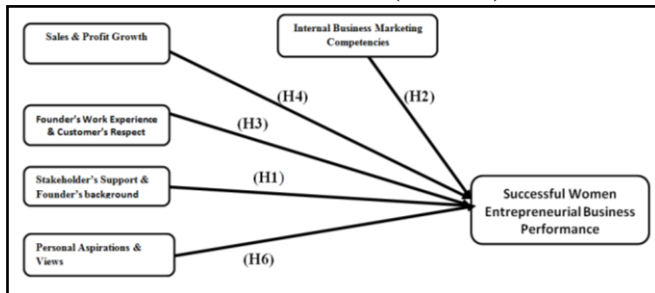 Sales & Profit Growth
Internal Business Marketing
Competencies
(H4)
(H2)
Founder's Work Experience
& Customer's Respect
(H3)
Stakeholder's Support &
Founder's background
(H1)
Successful Women
Entrepreneurial Business
Performance
Personal Aspirations &
Views
(H6)